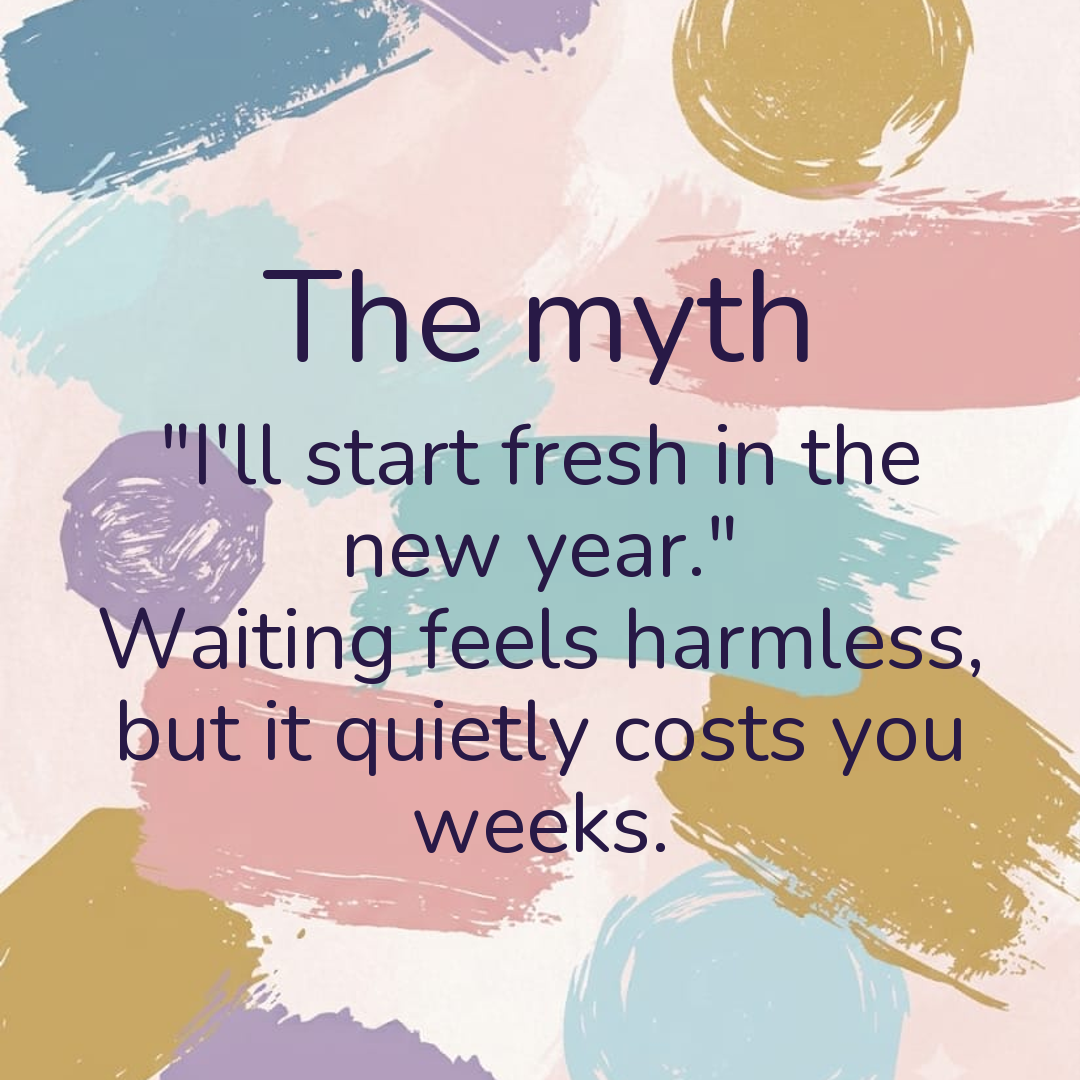 The myth
"I'll start fresh in the
new year."
Waiting feels harmless,
but it quietly costs you
weeks.